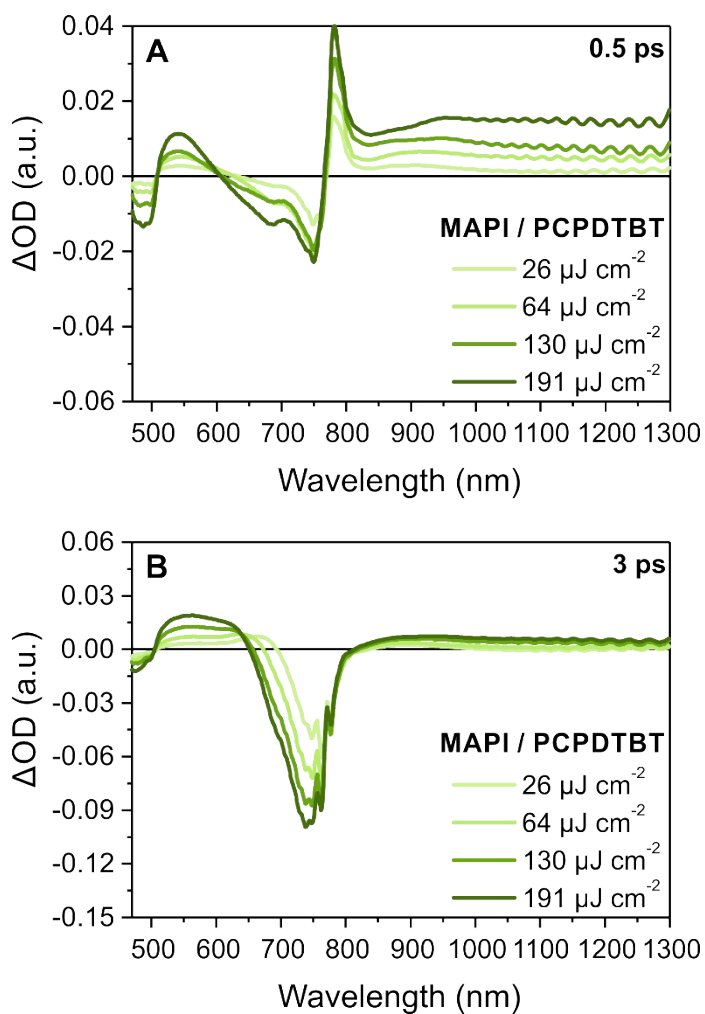 A
0.5 ps
0.04
0.02
0.00
-0.02
-0.04
-0.06
ΔOD (a.u.)
MAPI / PCPDTBT
26 µJ cm⁻²
64 µJ cm⁻²
130 µJ cm⁻²
191 µJ cm⁻²
500 600 700 800 900 1000 1100 1200 1300
Wavelength (nm)
B
3 ps
0.06
0.03
0.00
-0.03
-0.06
-0.09
-0.12
-0.15
ΔOD (a.u.)
MAPI / PCPDTBT
26 µJ cm⁻²
64 µJ cm⁻²
130 µJ cm⁻²
191 µJ cm⁻²
500 600 700 800 900 1000 1100 1200 1300
Wavelength (nm)